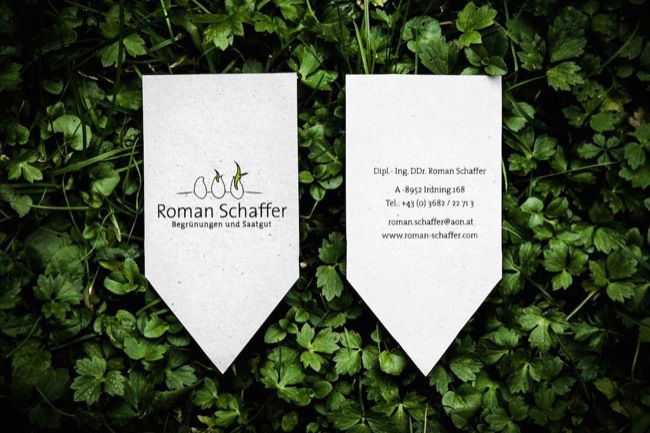 Roman Schaffer
Begrünungen und Saatgut
Dipl.- Ing. DDr. Roman Schaffer
A -8952 Irdning 168
Tel.: +43 (0) 3682 / 22 71 3
roman.schaffer@aon.at
www.roman-schaffer.com